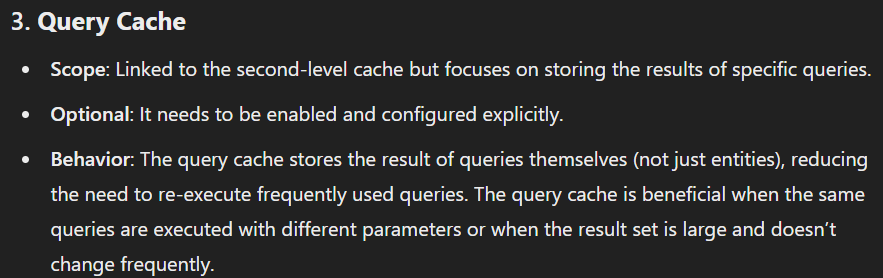 3. Query Cache
• Scope: Linked to the second-level cache but focuses on storing the results of specific queries.
• Optional: It needs to be enabled and configured explicitly.
• Behavior: The query cache stores the result of queries themselves (not just entities), reducing
the need to re-execute frequently used queries. The query cache is beneficial when the same
queries are executed with different parameters or when the result set is large and doesn’t
change frequently.